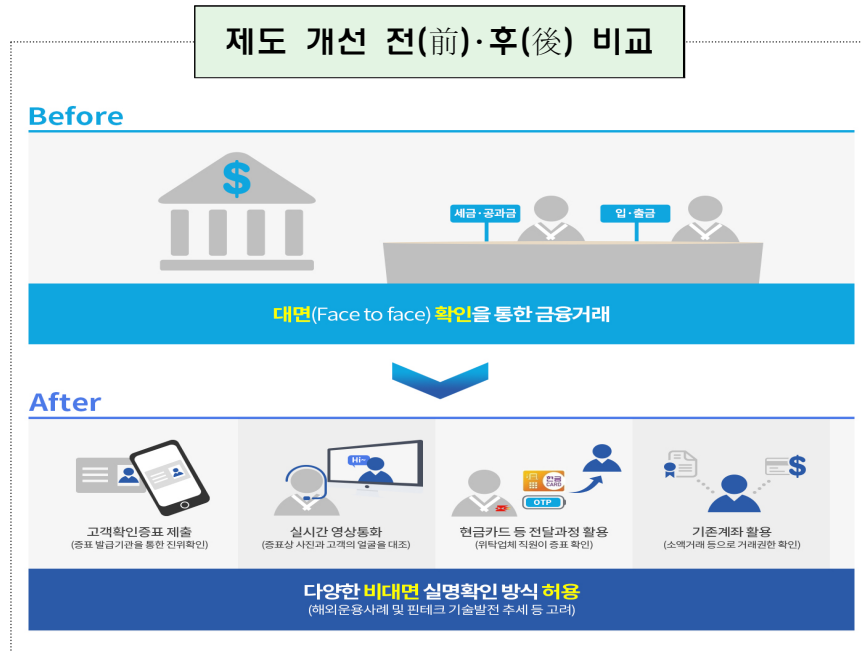 제도 개선 전(前)·후(後) 비교
Before
$
세금·공과금
입·출금
대면(Face to face) 확인을 통한 금융거래
After
Hi~
현금
CARD
OTP
$
고객확인증표 제출
(증표 발급기관을 통한 진위확인)
실시간 영상통화
(증표상 사진과 고객의 얼굴을 대조)
현금카드 등 전달과정 활용
(위탁업체 직원이 증표 확인)
기존계좌 활용
(소액거래 등으로 거래권한 확인)
다양한 비대면 실명확인 방식 허용
(해외운용사례 및 핀테크 기술발전 추세 등 고려)